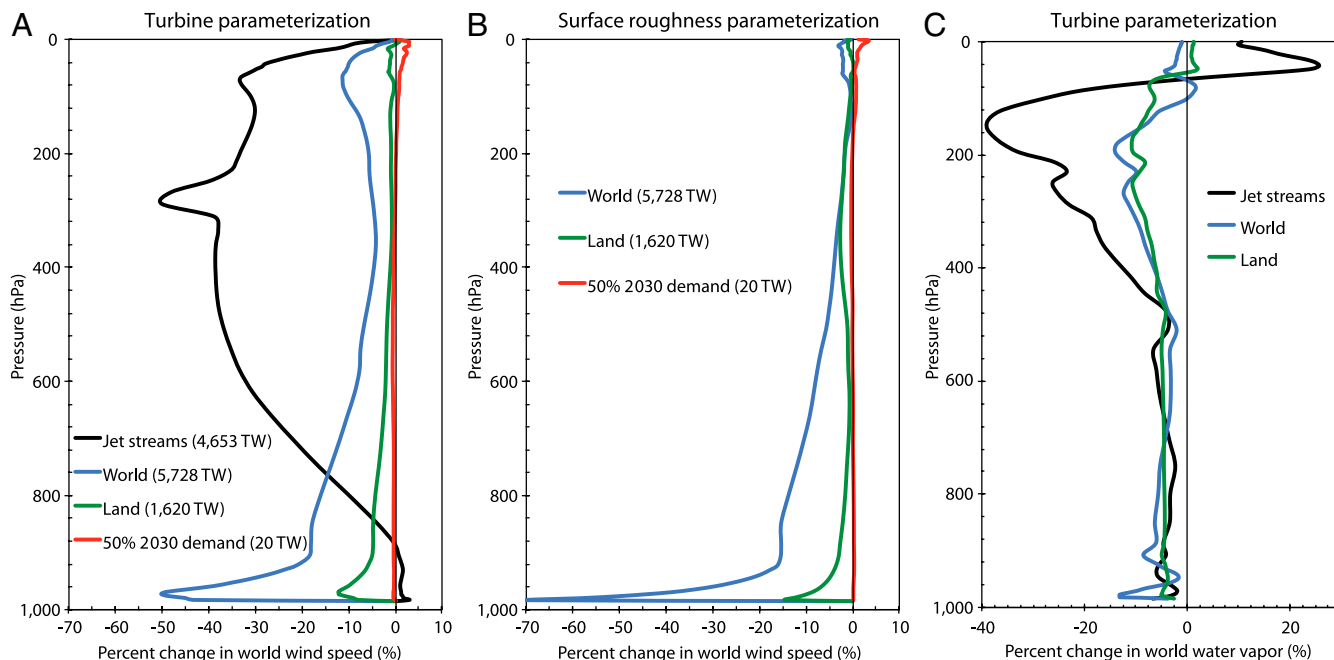 A
Turbine parameterization
0
200
400
600
800
1,000
Pressure (hPa)
Jet streams (4,653 TW)
World (5,728 TW)
Land (1,620 TW)
50% 2030 demand (20 TW)
-70 -60 -50 -40 -30 -20 -10 0 10
Percent change in world wind speed (%)
B
Surface roughness parameterization
0
200
400
600
800
1,000
Pressure (hPa)
World (5,728 TW)
Land (1,620 TW)
50% 2030 demand (20 TW)
-70 -60 -50 -40 -30 -20 -10 0 10
Percent change in world wind speed (%)
C
Turbine parameterization
0
200
400
600
800
1,000
Pressure (hPa)
Jet streams
World
Land
-40 -20 0 20
Percent change in world water vapor (%)